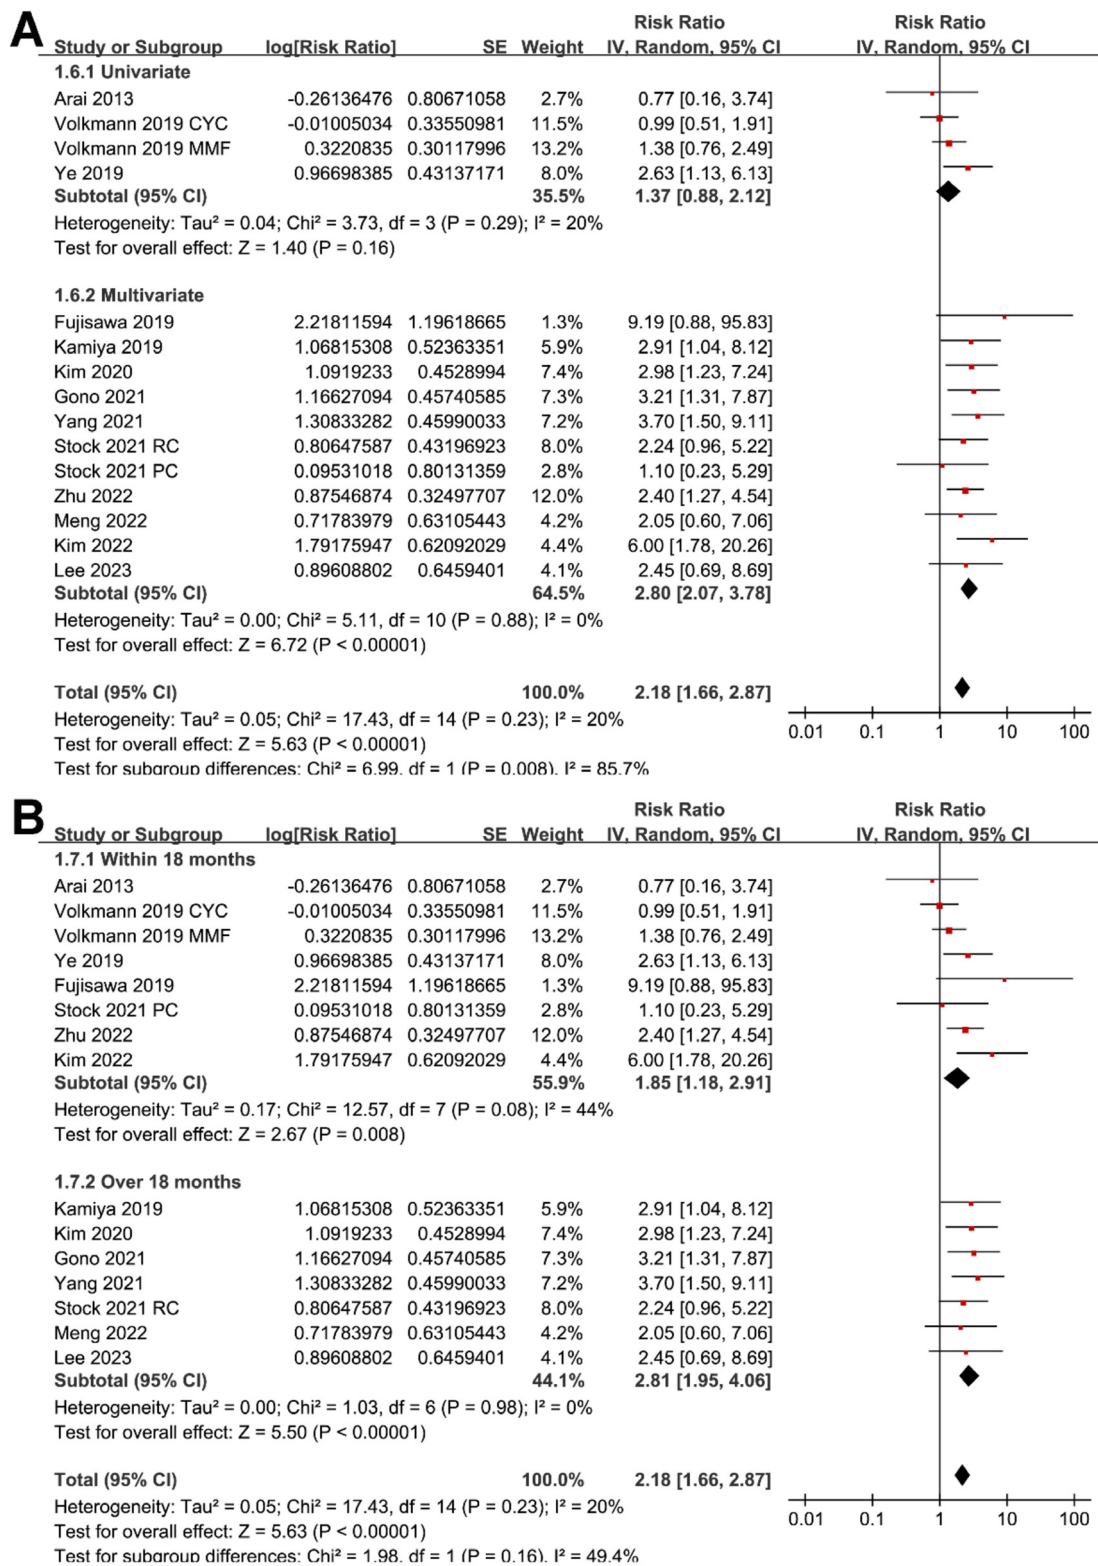 A
Risk Ratio Risk Ratio
Study or Subgroup log[Risk Ratio] SE Weight IV, Random, 95% CI IV, Random, 95% CI
1.6.1 Univariate
Arai 2013 -0.26136476 0.80671058 2.7% 0.77 [0.16, 3.74]
Volkmann 2019 CYC -0.01005034 0.33550981 11.5% 0.99 [0.51, 1.91]
Volkmann 2019 MMF 0.3220835 0.30117996 13.2% 1.38 [0.76, 2.49]
Ye 2019 0.96698385 0.43137171 8.0% 2.63 [1.13, 6.13]
Subtotal (95% CI) 35.5% 1.37 [0.88, 2.12]
Heterogeneity: Tau² = 0.04; Chi² = 3.73, df = 3 (P = 0.29); I² = 20%
Test for overall effect: Z = 1.40 (P = 0.16)
1.6.2 Multivariate
Fujisawa 2019 2.21811594 1.19618665 1.3% 9.19 [0.88, 95.83]
Kamiya 2019 1.06815308 0.52363351 5.9% 2.91 [1.04, 8.12]
Kim 2020 1.0919233 0.4528994 7.4% 2.98 [1.23, 7.24]
Gono 2021 1.16627094 0.45740585 7.3% 3.21 [1.31, 7.87]
Yang 2021 1.30833282 0.45990033 7.2% 3.70 [1.50, 9.11]
Stock 2021 RC 0.80647587 0.43196923 8.0% 2.24 [0.96, 5.22]
Stock 2021 PC 0.09531018 0.80131359 2.8% 1.10 [0.23, 5.29]
Zhu 2022 0.87546874 0.32497707 12.0% 2.40 [1.27, 4.54]
Meng 2022 0.71783979 0.63105443 4.2% 2.05 [0.60, 7.06]
Kim 2022 1.79175947 0.62092029 4.4% 6.00 [1.78, 20.26]
Lee 2023 0.89608802 0.6459401 4.1% 2.45 [0.69, 8.69]
Subtotal (95% CI) 64.5% 2.80 [2.07, 3.78]
Heterogeneity: Tau² = 0.00; Chi² = 5.11, df = 10 (P = 0.88); I² = 0%
Test for overall effect: Z = 6.72 (P < 0.00001)
Total (95% CI) 100.0% 2.18 [1.66, 2.87]
Heterogeneity: Tau² = 0.05; Chi² = 17.43, df = 14 (P = 0.23); I² = 20%
Test for overall effect: Z = 5.63 (P < 0.00001)
Test for subgroup differences: Chi² = 6.99. df = 1 (P = 0.008). I² = 85.7%
0.01 0.1 1 10 100
B
Risk Ratio Risk Ratio
Study or Subgroup log[Risk Ratio] SE Weight IV, Random, 95% CI IV, Random, 95% CI
1.7.1 Within 18 months
Arai 2013 -0.26136476 0.80671058 2.7% 0.77 [0.16, 3.74]
Volkmann 2019 CYC -0.01005034 0.33550981 11.5% 0.99 [0.51, 1.91]
Volkmann 2019 MMF 0.3220835 0.30117996 13.2% 1.38 [0.76, 2.49]
Ye 2019 0.96698385 0.43137171 8.0% 2.63 [1.13, 6.13]
Fujisawa 2019 2.21811594 1.19618665 1.3% 9.19 [0.88, 95.83]
Stock 2021 PC 0.09531018 0.80131359 2.8% 1.10 [0.23, 5.29]
Zhu 2022 0.87546874 0.32497707 12.0% 2.40 [1.27, 4.54]
Kim 2022 1.79175947 0.62092029 4.4% 6.00 [1.78, 20.26]
Subtotal (95% CI) 55.9% 1.85 [1.18, 2.91]
Heterogeneity: Tau² = 0.17; Chi² = 12.57, df = 7 (P = 0.08); I² = 44%
Test for overall effect: Z = 2.67 (P = 0.008)
1.7.2 Over 18 months
Kamiya 2019 1.06815308 0.52363351 5.9% 2.91 [1.04, 8.12]
Kim 2020 1.0919233 0.4528994 7.4% 2.98 [1.23, 7.24]
Gono 2021 1.16627094 0.45740585 7.3% 3.21 [1.31, 7.87]
Yang 2021 1.30833282 0.45990033 7.2% 3.70 [1.50, 9.11]
Stock 2021 RC 0.80647587 0.43196923 8.0% 2.24 [0.96, 5.22]
Meng 2022 0.71783979 0.63105443 4.2% 2.05 [0.60, 7.06]
Lee 2023 0.89608802 0.6459401 4.1% 2.45 [0.69, 8.69]
Subtotal (95% CI) 44.1% 2.81 [1.95, 4.06]
Heterogeneity: Tau² = 0.00; Chi² = 1.03, df = 6 (P = 0.98); I² = 0%
Test for overall effect: Z = 5.50 (P < 0.00001)
Total (95% CI) 100.0% 2.18 [1.66, 2.87]
Heterogeneity: Tau² = 0.05; Chi² = 17.43, df = 14 (P = 0.23); I² = 20%
Test for overall effect: Z = 5.63 (P < 0.00001)
Test for subgroup differences: Chi² = 1.98. df = 1 (P = 0.16). I² = 49.4%
0.01 0.1 1 10 100